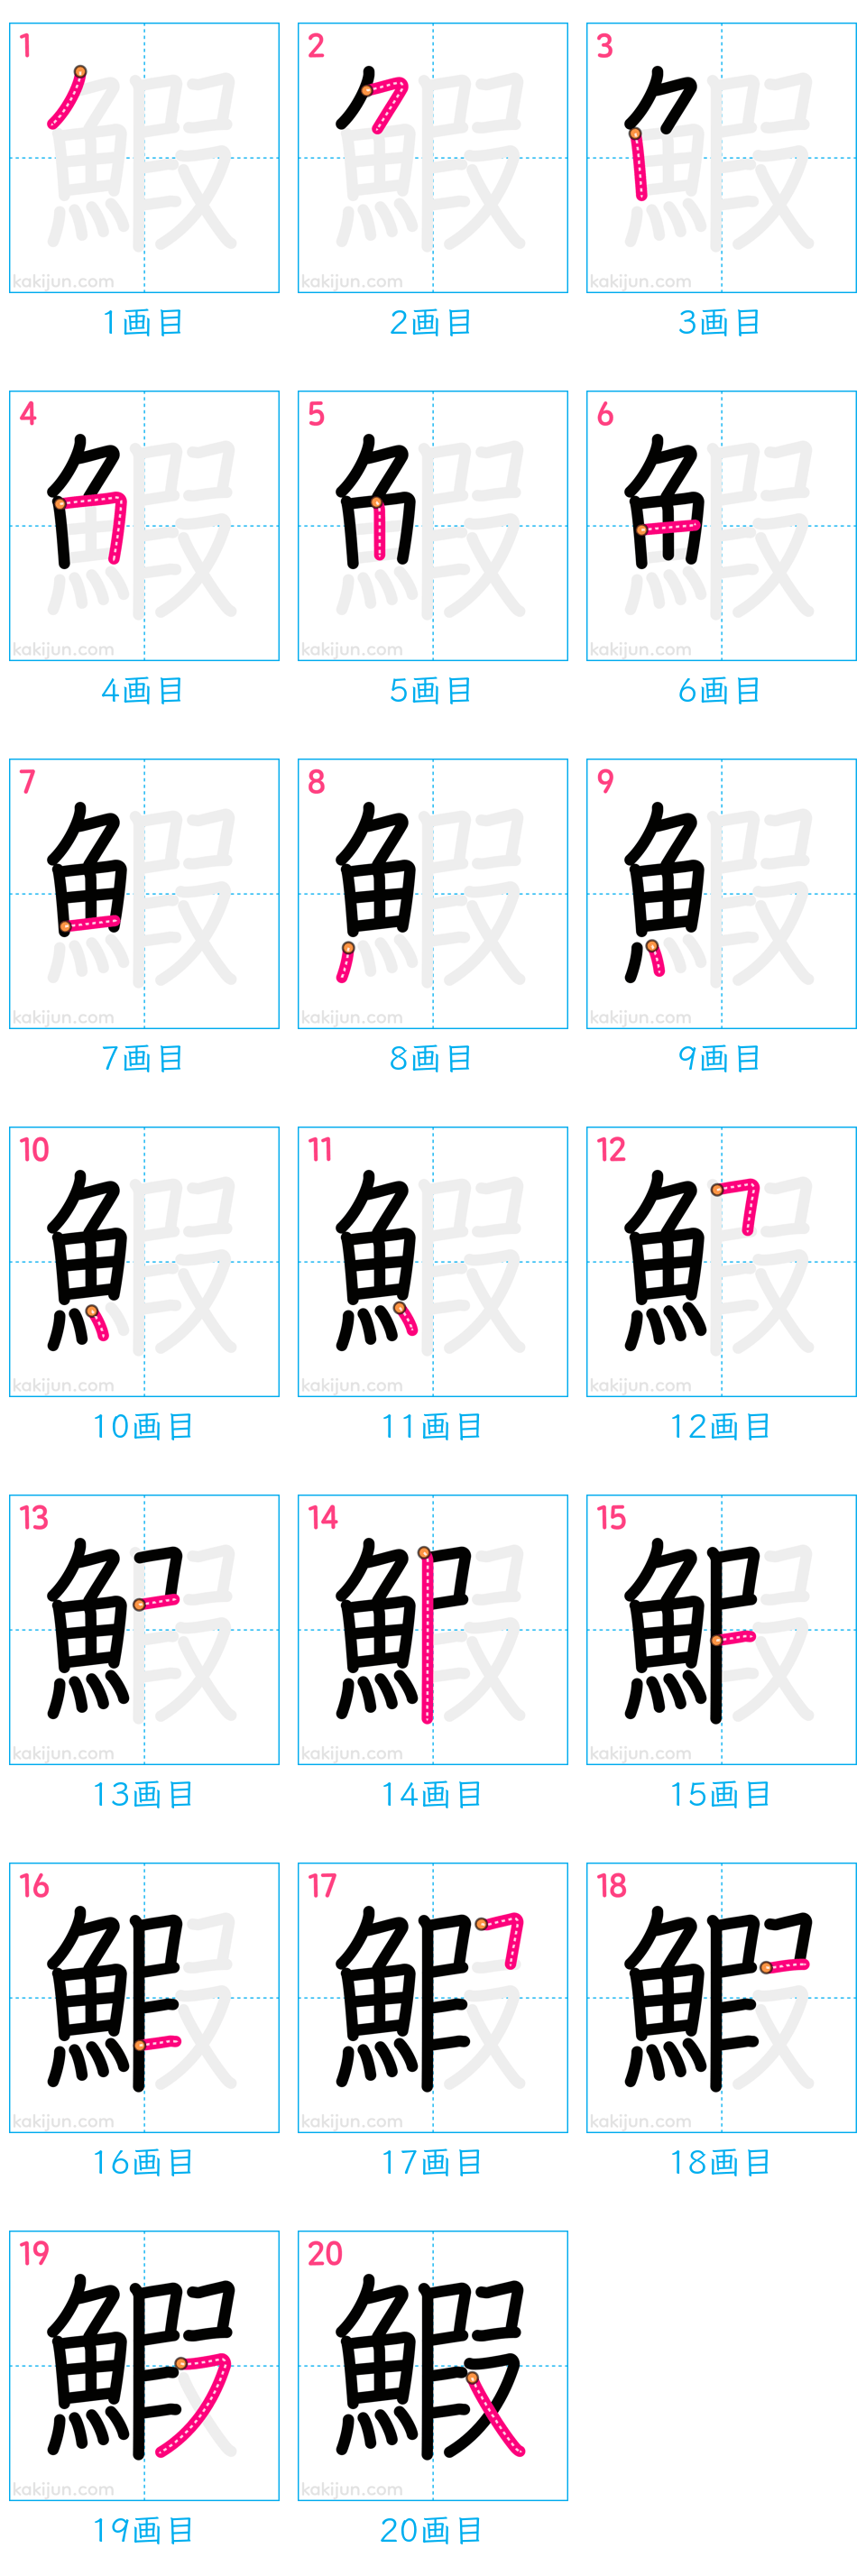 1 2 3
kakijun.com kakijun.com kakijun.com
1画目 2画目 3画目
4 5 6
kakijun.com kakijun.com kakijun.com
4画目 5画目 6画目
7 8 9
kakijun.com kakijun.com kakijun.com
7画目 8画目 9画目
10 11 12
kakijun.com kakijun.com kakijun.com
10画目 11画目 12画目
13 14 15
kakijun.com kakijun.com kakijun.com
13画目 14画目 15画目
16 17 18
kakijun.com kakijun.com kakijun.com
16画目 17画目 18画目
19 20
鰕
kakijun.com kakijun.com
19画目 20画目